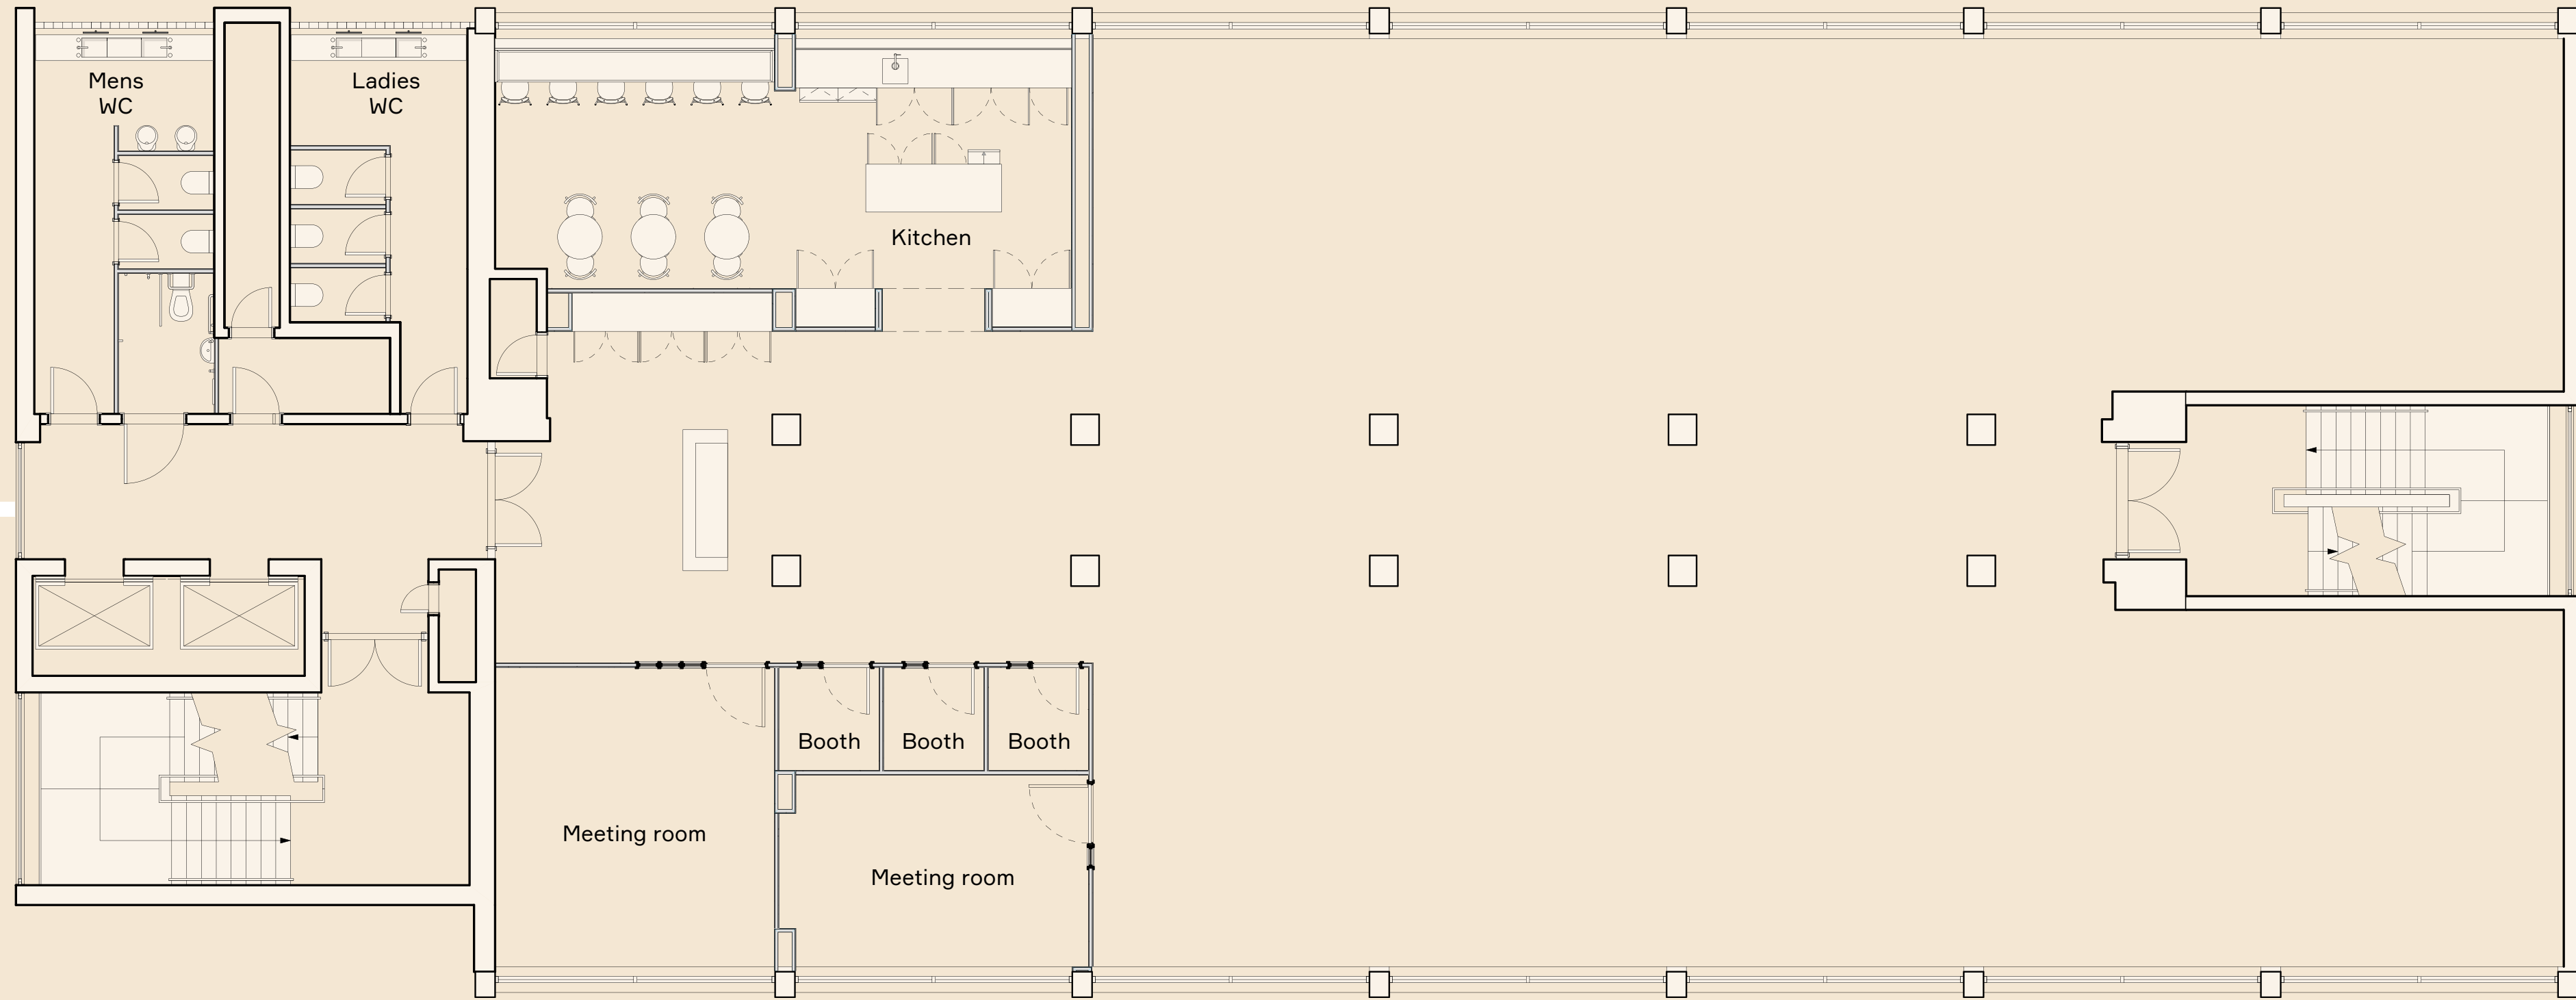 Mens
WC
Ladies
WC
Kitchen
Booth
Booth
Booth
Meeting room
Meeting room